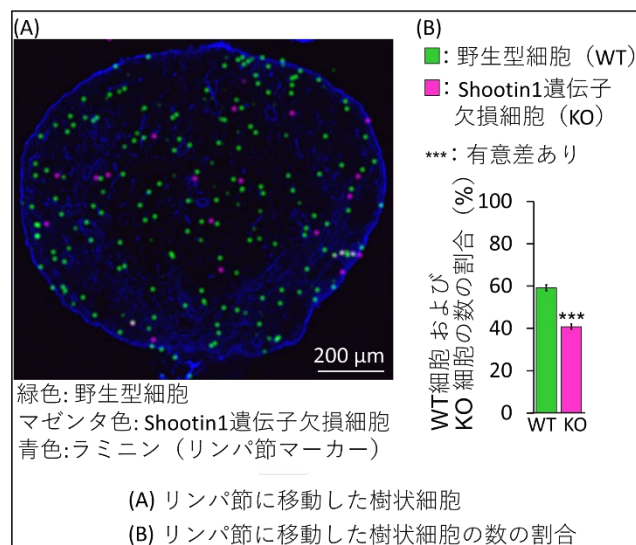 (A)
200 µm
緑色: 野生型細胞
マゼンタ色: Shootin1遺伝子欠損細胞
青色:ラミニン（リンパ節マーカー）
(B)
: 野生型細胞（WT）
: Shootin1遺伝子
欠損細胞（KO）
***: 有意差あり
WT細胞 および
KO 細胞の数の割合（%）
100
80
60
40
20
0
***
WT KO
(A) リンパ節に移動した樹状細胞
(B) リンパ節に移動した樹状細胞の数の割合